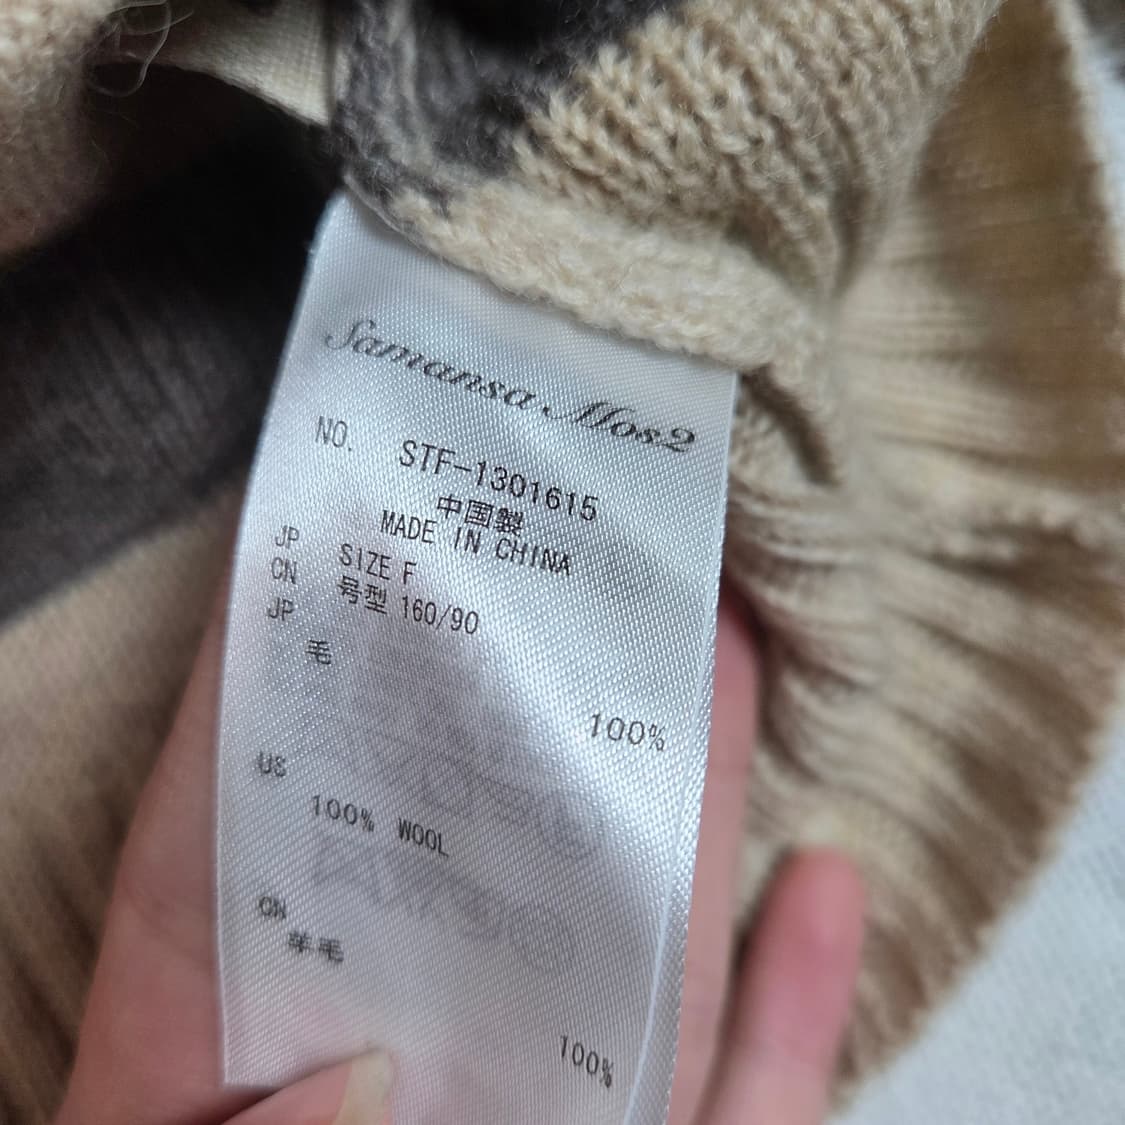 Samansa Mos2
NO. STF-1301615
中国製
MADE IN CHINA
JP SIZE F
CN 号型 160/90
JP
毛 100%
US
100% WOOL
CN
羊毛 100%